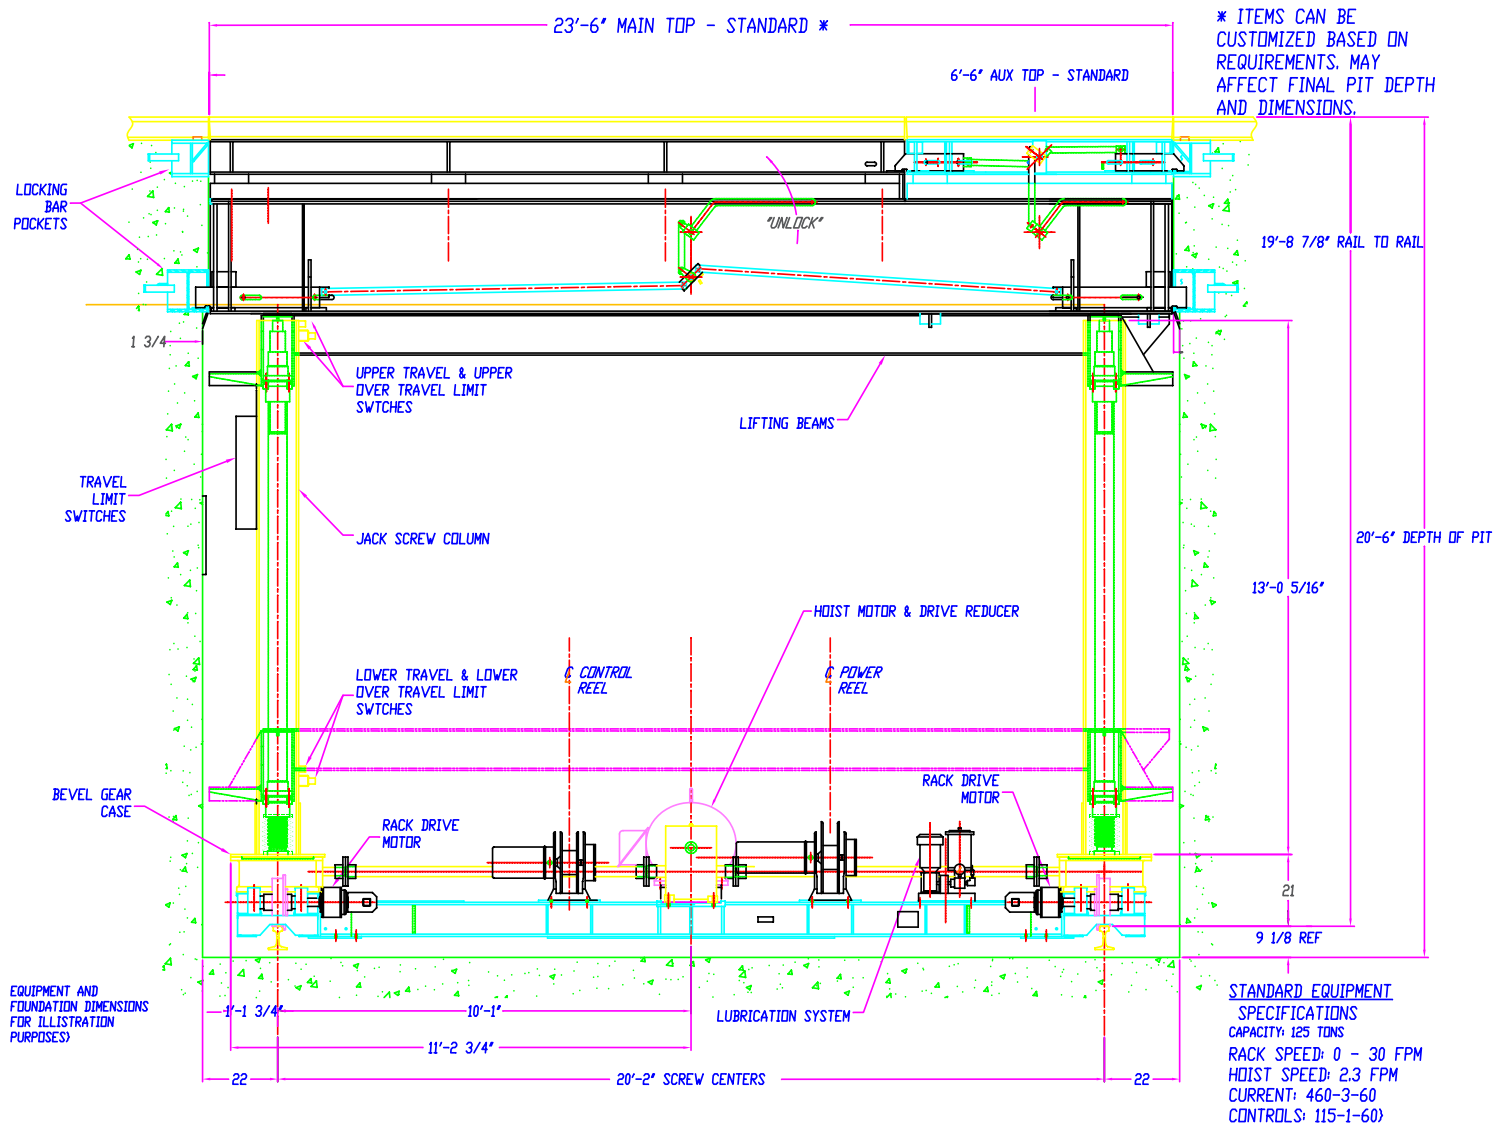 23'-6" MAIN TOP - STANDARD *
* ITEMS CAN BE
CUSTOMIZED BASED ON
REQUIREMENTS. MAY
AFFECT FINAL PIT DEPTH
AND DIMENSIONS.
6'-6" AUX TOP - STANDARD
LOCKING
BAR
POCKETS
"UNLOCK"
19'-8 7/8" RAIL TO RAIL
1 3/4
UPPER TRAVEL & UPPER
OVER TRAVEL LIMIT
SWTCHES
LIFTING BEAMS
TRAVEL
LIMIT
SWITCHES
JACK SCREW COLUMN
20'-6" DEPTH OF PIT
13'-0 5/16"
HOIST MOTOR & DRIVE REDUCER
LOWER TRAVEL & LOWER
OVER TRAVEL LIMIT
SWTCHES
C CONTROL
L REEL
C POWER
L REEL
BEVEL GEAR
CASE
RACK DRIVE
MOTOR
RACK DRIVE
MOTOR
21
9 1/8 REF
EQUIPMENT AND
FOUNDATION DIMENSIONS
FOR ILLISTRATION
PURPOSES)
1'-1 3/4"
10'-1"
LUBRICATION SYSTEM
11'-2 3/4"
22
20'-2" SCREW CENTERS
22
STANDARD EQUIPMENT
SPECIFICATIONS
CAPACITY: 125 TONS
RACK SPEED: 0 - 30 FPM
HOIST SPEED: 2.3 FPM
CURRENT: 460-3-60
CONTROLS: 115-1-60)